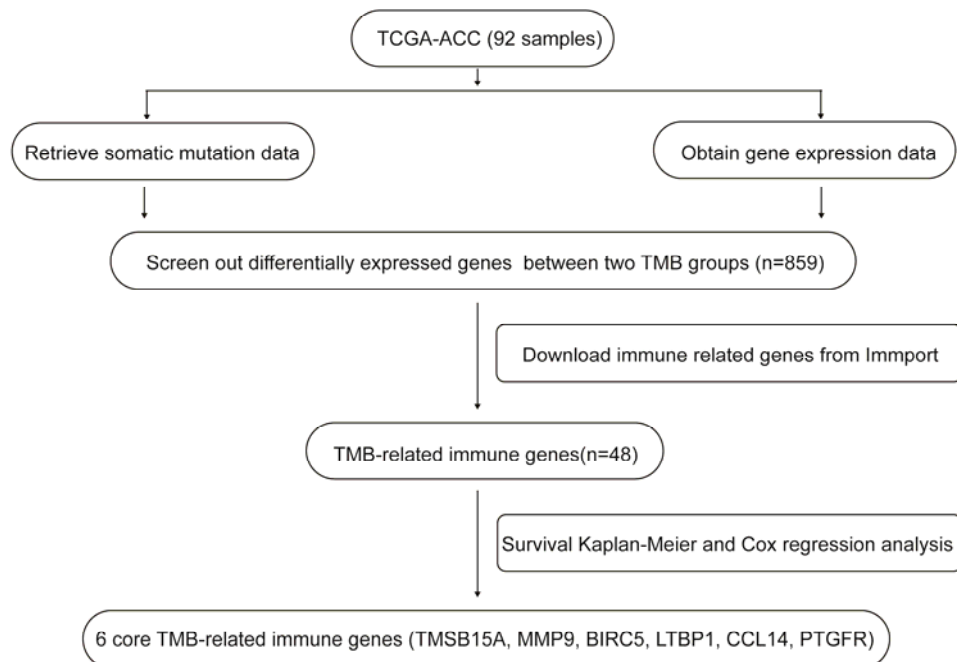 TCGA-ACC (92 samples)
Retrieve somatic mutation data
Obtain gene expression data
Screen out differentially expressed genes between two TMB groups (n=859)
Download immune related genes from Immport
TMB-related immune genes(n=48)
Survival Kaplan-Meier and Cox regression analysis
6 core TMB-related immune genes (TMSB15A, MMP9, BIRC5, LTBP1, CCL14, PTGFR)